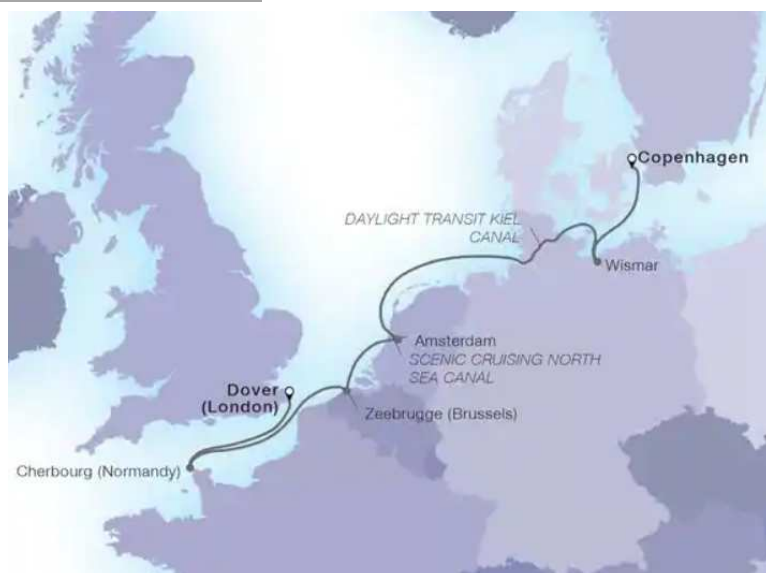 Copenhagen
DAYLIGHT TRANSIT KIEL
CANAL
Wismar
Amsterdam
SCENIC CRUISING NORTH
SEA CANAL
Dover
(London)
Zeebrugge (Brussels)
Cherbourg (Normandy)